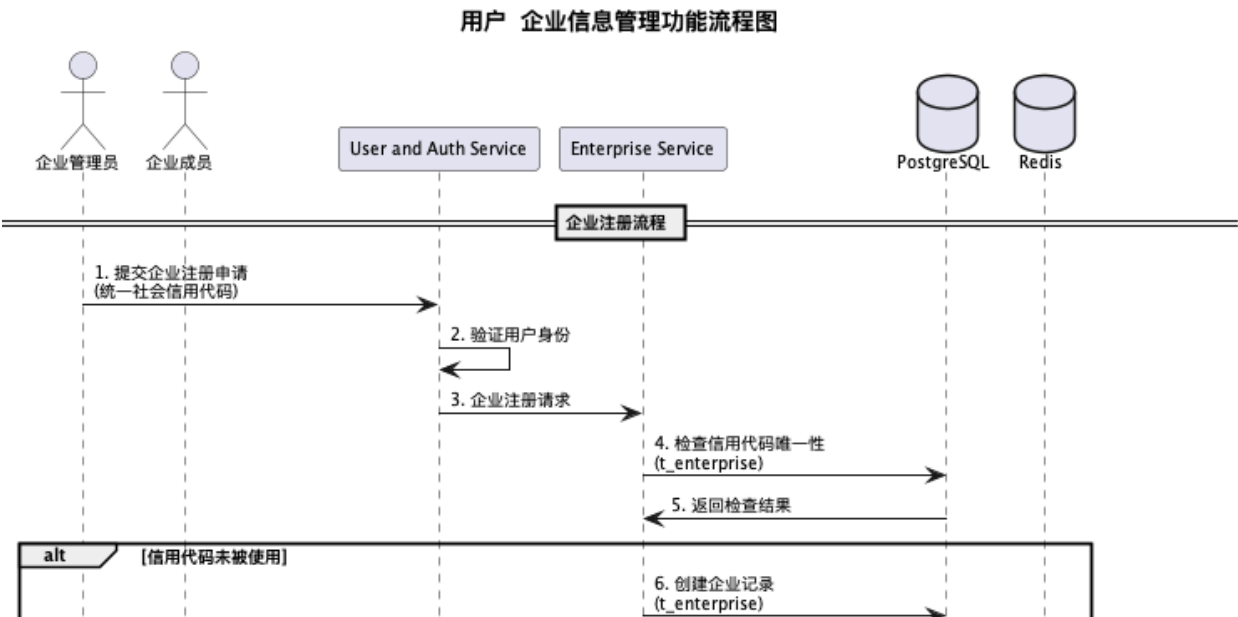 用户 企业信息管理功能流程图
企业管理员
企业成员
User and Auth Service
Enterprise Service
PostgreSQL
Redis
企业注册流程
1. 提交企业注册申请
(统一社会信用代码)
2. 验证用户身份
3. 企业注册请求
4. 检查信用代码唯一性
(t_enterprise)
5. 返回检查结果
alt
[信用代码未被使用]
6. 创建企业记录
(t_enterprise)